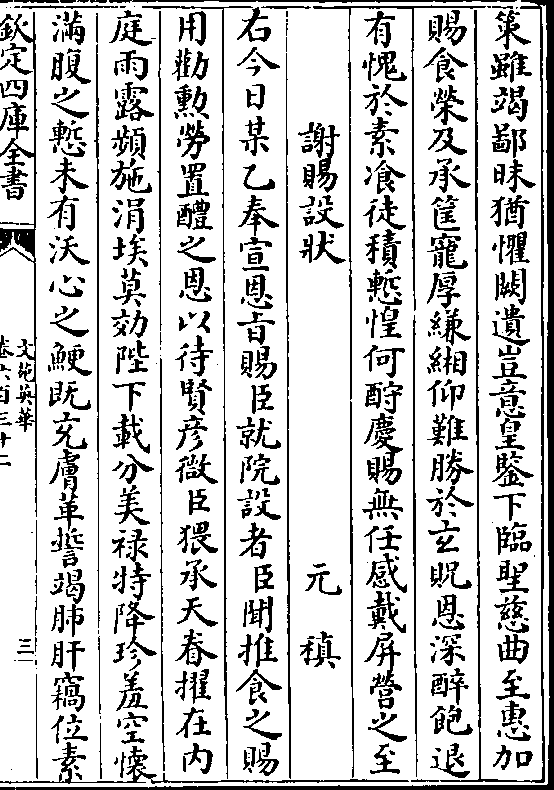 策雖竭鄙昧猶懼闕遺豈意皇鑒下臨聖慈曲至惠加
賜食榮及承筐寵厚縑緗仰難勝於玄貺恩深醉飽退
有愧於素飡徒積慙惶何酧慶賜無任感戴屏營之至
謝賜設狀 元稹
右今日某乙奉宣恩㫖賜臣就院設者臣聞推食之賜
用勸勲勞置醴之恩以待賢彦微臣猥承天眷擢在内
庭雨露頻施涓埃莫効陛下載分美禄特降珍羞空懐
滿腹之慙未有沃心之鯁既充膚革誓竭肺肝竊位素
欽定四庫全書
文苑英華
卷六百三十二
三